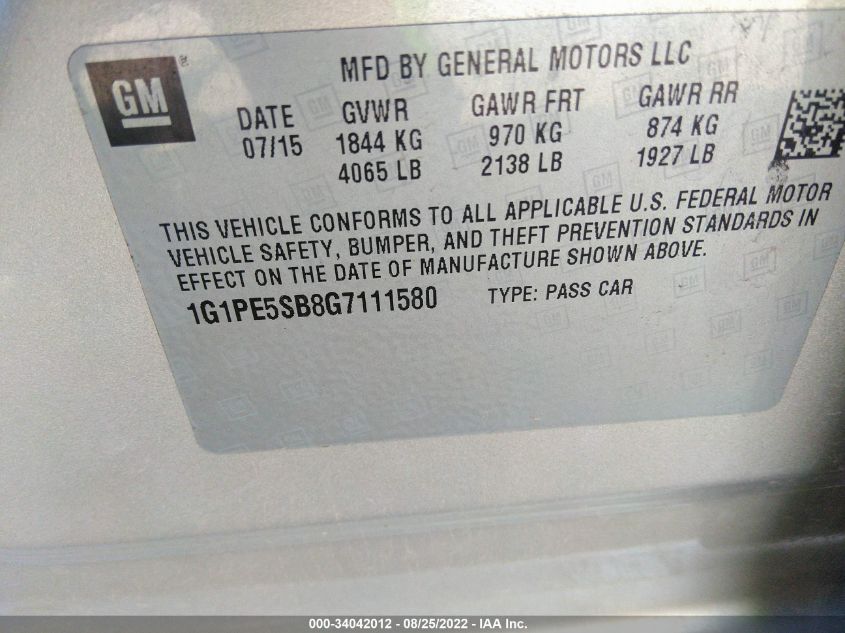 GM ®
MFD BY GENERAL MOTORS LLC
DATE GVWR GAWR FRT GAWR RR
07/15 1844 KG 970 KG 874 KG
4065 LB 2138 LB 1927 LB
THIS VEHICLE CONFORMS TO ALL APPLICABLE U.S. FEDERAL MOTOR
VEHICLE SAFETY, BUMPER, AND THEFT PREVENTION STANDARDS IN
EFFECT ON THE DATE OF MANUFACTURE SHOWN ABOVE.
1G1PE5SB8G7111580 TYPE: PASS CAR
000-34042012 - 08/25/2022 - IAA Inc.